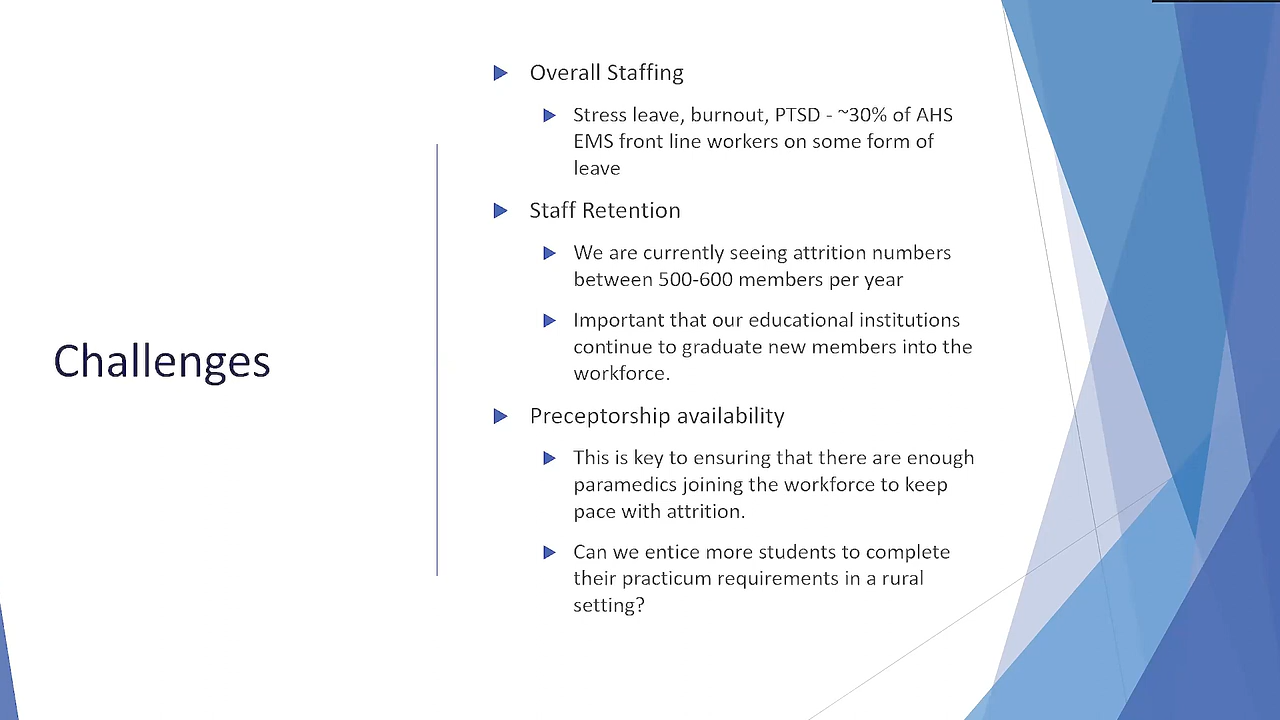 Challenges
Overall Staffing
Stress leave, burnout, PTSD - ~30% of AHS
EMS front line workers on some form of
leave
Staff Retention
We are currently seeing attrition numbers
between 500-600 members per year
Important that our educational institutions
continue to graduate new members into the
workforce.
Preceptorship availability
This is key to ensuring that there are enough
paramedics joining the workforce to keep
pace with attrition.
Can we entice more students to complete
their practicum requirements in a rural
setting?